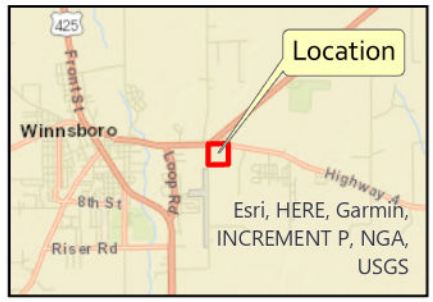 425
Front St
Location
Winnsboro
Loop Rd
Highway 4
8th St
Riser Rd
Esri, HERE, Garmin,
INCREMENT P, NGA,
USGS